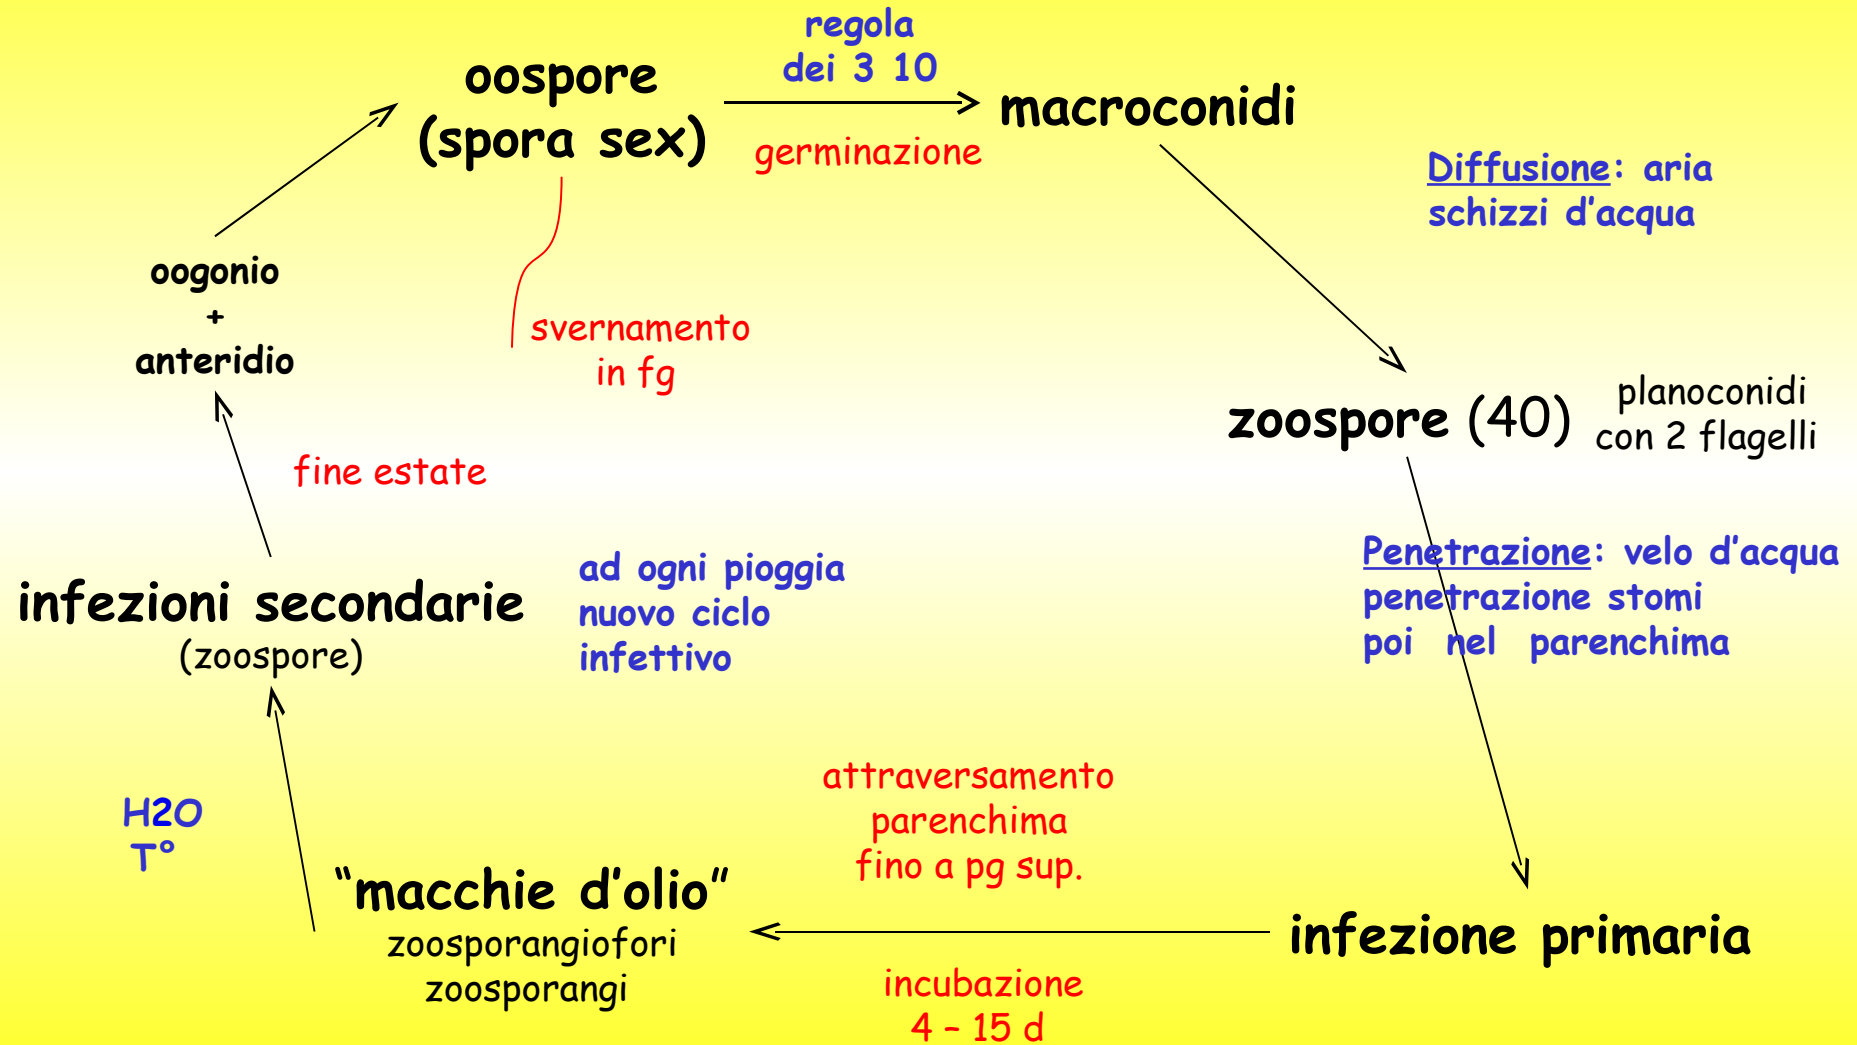 regola
dei 3 10
oospore
(spora sex)
macroconidi
germinazione
Diffusione: aria
schizzi d’acqua
oogonio
+
anteridio
svernamento
in fg
zoospore (40)
planoconidi
con 2 flagelli
fine estate
Penetrazione: velo d’acqua
penetrazione stomi
poi nel parenchima
infezioni secondarie
(zoospore)
ad ogni pioggia
nuovo ciclo
infettivo
H2O
T°
attraversamento
parenchima
fino a pg sup.
“macchie d’olio”
zoosporangiofori
zoosporangi
infezione primaria
incubazione
4 – 15 d